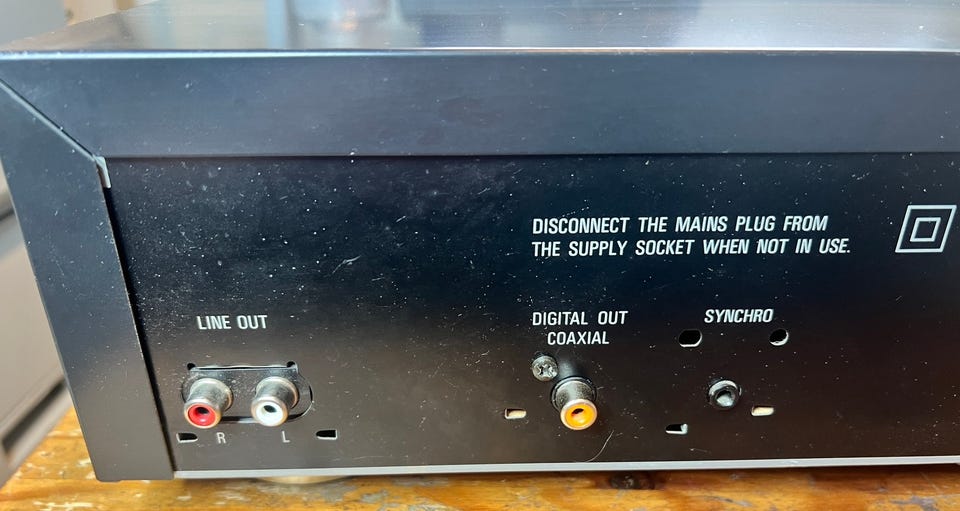 DISCONNECT THE MAINS PLUG FROM
THE SUPPLY SOCKET WHEN NOT IN USE.
LINE OUT
R L
DIGITAL OUT
COAXIAL
SYNCHRO